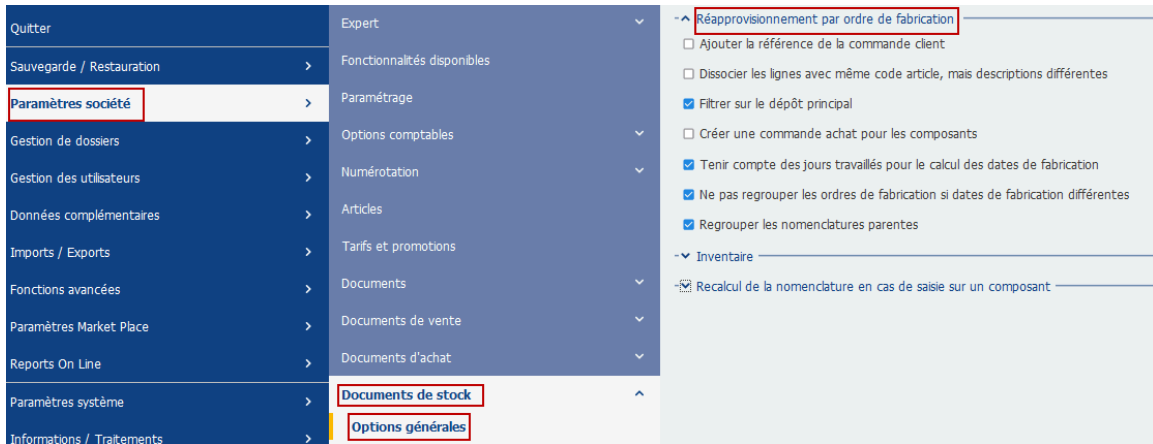 Quitter
Sauvegarde / Restauration
Paramètres société
Gestion de dossiers
Gestion des utilisateurs
Données complémentaires
Imports / Exports
Fonctions avancées
Paramètres Market Place
Reports On Line
Paramètres système
Informations / Traitements
Expert
Fonctionnalités disponibles
Paramétrage
Options comptables
Numérotation
Articles
Tarifs et promotions
Documents
Documents de vente
Documents d'achat
Documents de stock
Options générales
Réapprovisionnement par ordre de fabrication
Ajouter la référence de la commande client
Dissocier les lignes avec même code article, mais descriptions différentes
Filtrer sur le dépôt principal
Créer une commande achat pour les composants
Tenir compte des jours travaillés pour le calcul des dates de fabrication
Ne pas regrouper les ordres de fabrication si dates de fabrication différentes
Regrouper les nomenclatures parentes
Inventaire
Recalcul de la nomenclature en cas de saisie sur un composant